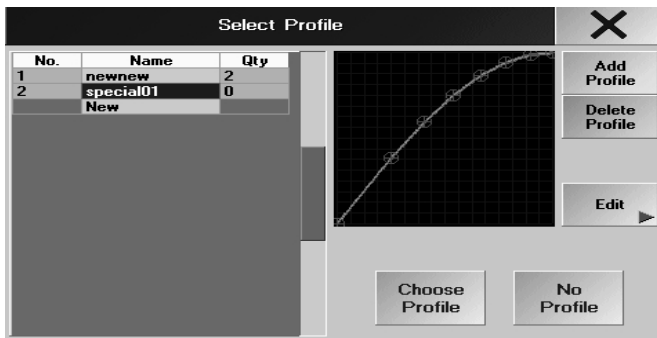 Select Profile
No. Name Qty
1 newnew 2
2 special01 0
New
Add
Profile
Delete
Profile
Edit
Choose
Profile
No
Profile